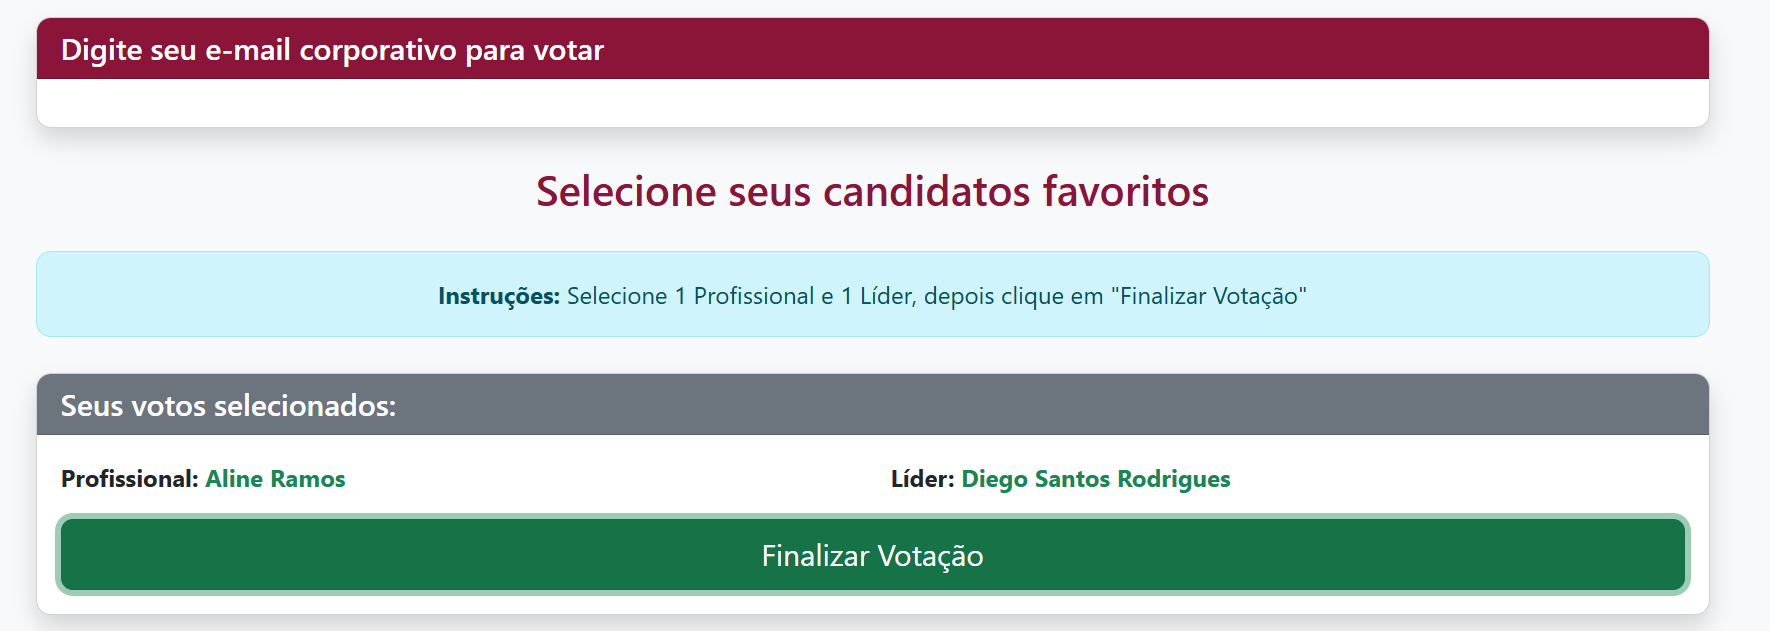 Digite seu e-mail corporativo para votar
Selecione seus candidatos favoritos
Instruções: Selecione 1 Profissional e 1 Líder, depois clique em "Finalizar Votação"
Seus votos selecionados:
Profissional: Aline Ramos
Líder: Diego Santos Rodrigues
Finalizar Votação